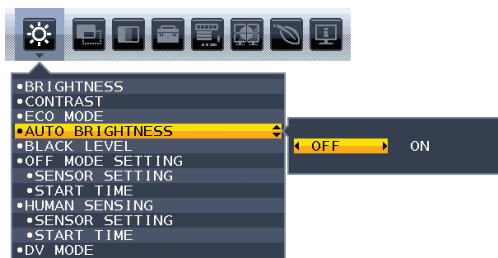 •BRIGHTNESS
•CONTRAST
•ECO MODE
•AUTO BRIGHTNESS
OFF ON
•BLACK LEVEL
•OFF MODE SETTING
•SENSOR SETTING
•START TIME
•HUMAN SENSING
•SENSOR SETTING
•START TIME
•DV MODE